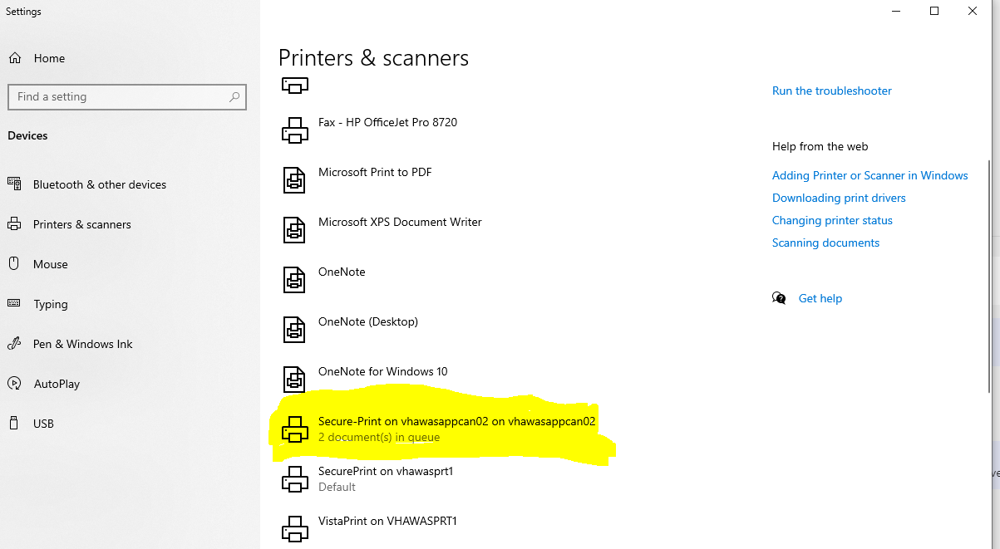 Settings
Home
Find a setting
Devices
Bluetooth & other devices
Printers & scanners
Mouse
Typing
Pen & Windows Ink
AutoPlay
USB
Printers & scanners
Fax - HP OfficeJet Pro 8720
Microsoft Print to PDF
Microsoft XPS Document Writer
OneNote
OneNote (Desktop)
OneNote for Windows 10
Secure-Print on vhawasappcan02 on vhawasappcan02
2 document(s) in queue
SecurePrint on vhawasprt1
Default
VistaPrint on VHAWASPRT1
Run the troubleshooter
Help from the web
Adding Printer or Scanner in Windows
Downloading print drivers
Changing printer status
Scanning documents
Get help